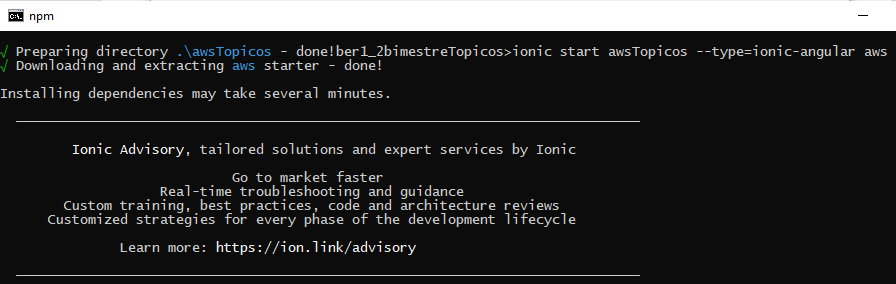 npm
√ Preparing directory .\awsTopicos - done!ber1_2bimestreTopicos>ionic start awsTopicos --type=ionic-angular aws
√ Downloading and extracting aws starter - done!
Installing dependencies may take several minutes.
Ionic Advisory, tailored solutions and expert services by Ionic
Go to market faster
Real-time troubleshooting and guidance
Custom training, best practices, code and architecture reviews
Customized strategies for every phase of the development lifecycle
Learn more: https://ion.link/advisory